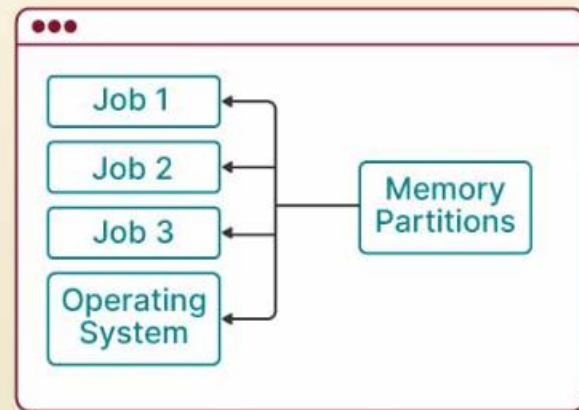 Job 1
Job 2
Job 3
Operating
System
Memory
Partitions